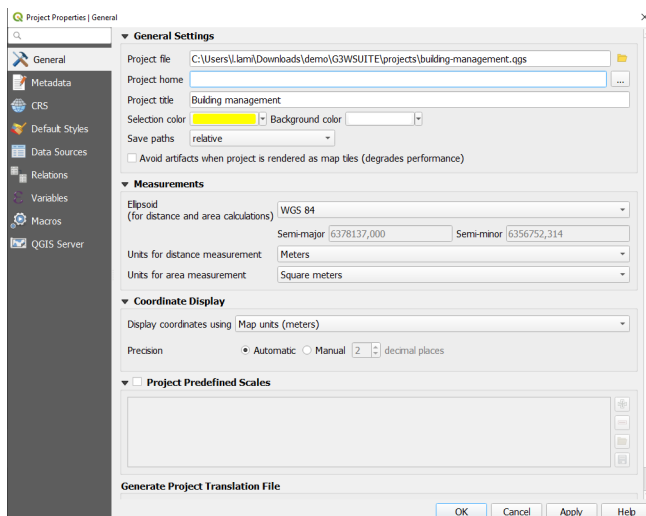 Project Properties | General
General
Metadata
CRS
Default Styles
Data Sources
Relations
Variables
Macros
QGIS Server
General Settings
Project file C:\Users\l.lami\Downloads\demo\G3WSUITE\projects\building-management.qgs
Project home ...
Project title Building management
Selection color Background color
Save paths relative
Avoid artifacts when project is rendered as map tiles (degrades performance)
Measurements
Ellipsoid
(for distance and area calculations) WGS 84
Semi-major 6378137,000 Semi-minor 6356752,314
Units for distance measurement Meters
Units for area measurement Square meters
Coordinate Display
Display coordinates using Map units (meters)
Precision Automatic Manual 2 decimal places
Project Predefined Scales
Generate Project Translation File
OK Cancel Apply Help